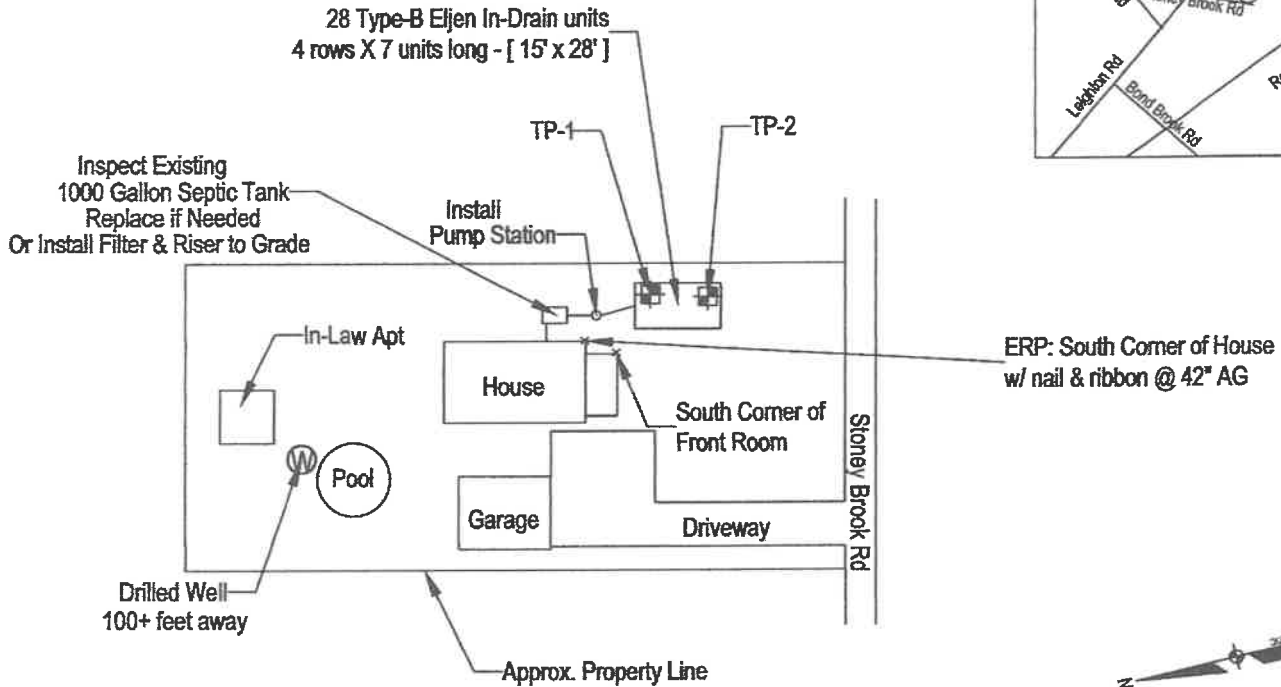 28 Type-B Eljen In-Drain units
4 rows X 7 units long - [ 15' x 28' ]
Brook Rd
Leighton Rd
Bond Brook Rd
TP-1
TP-2
Inspect Existing
1000 Gallon Septic Tank
Replace if Needed
Or Install Filter & Riser to Grade
Install
Pump Station
In-Law Apt
House
ERP: South Corner of House
w/ nail & ribbon @ 42" AG
South Corner of
Front Room
W
Pool
Garage
Driveway
Stoney Brook Rd
Drilled Well
100+ feet away
Approx. Property Line
N